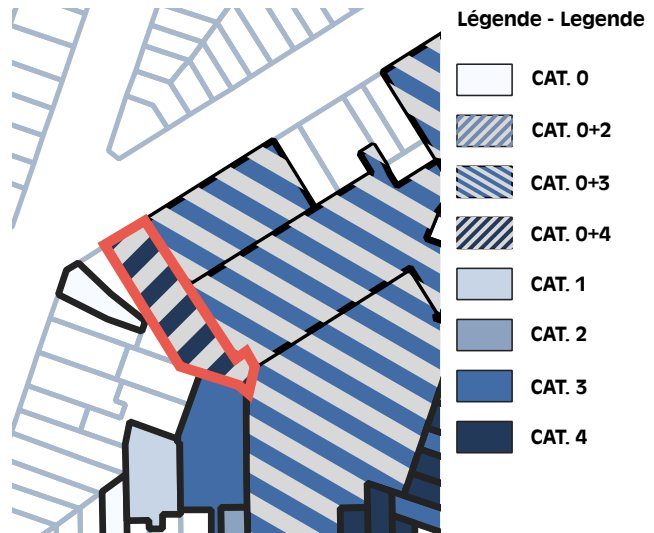 Légende - Legende
CAT. 0
CAT. 0+2
CAT. 0+3
CAT. 0+4
CAT. 1
CAT. 2
CAT. 3
CAT. 4